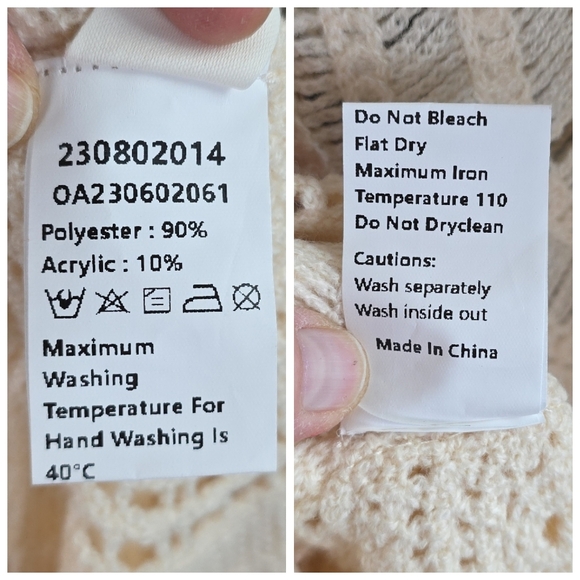 230802014
OA230602061
Polyester : 90%
Acrylic : 10%
Maximum
Washing
Temperature For
Hand Washing Is
40°C
Do Not Bleach
Flat Dry
Maximum Iron
Temperature 110
Do Not Dryclean
Cautions:
Wash separately
Wash inside out
Made In China